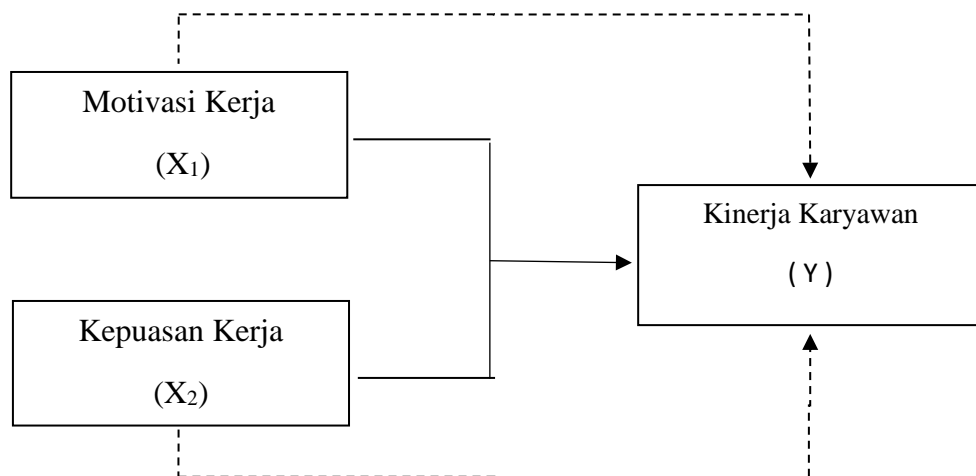 Motivasi Kerja
(X₁)
Kinerja Karyawan
( Y )
Kepuasan Kerja
(X₂)